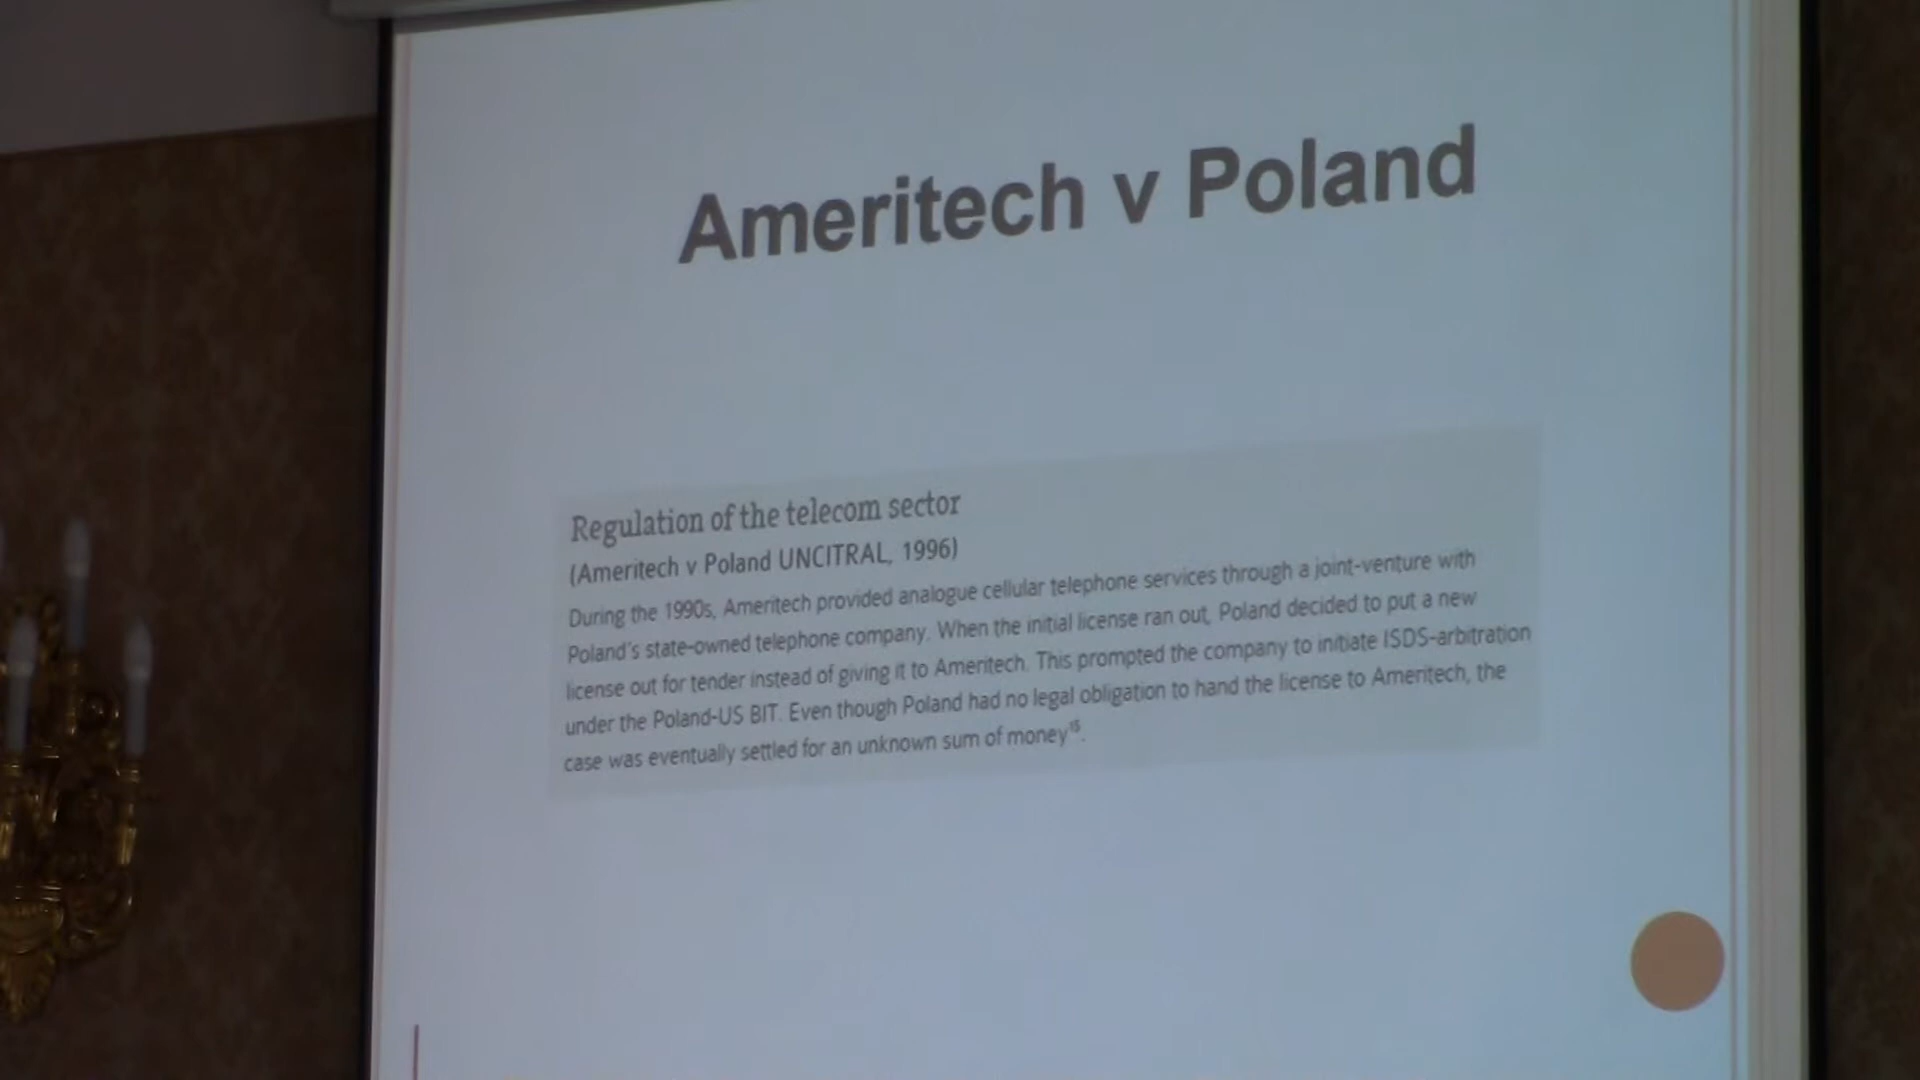 Ameritech v Poland
Regulation of the telecom sector
(Ameritech v Poland UNCITRAL, 1996)
During the 1990s, Ameritech provided analogue cellular telephone services through a joint-venture with
Poland's state-owned telephone company. When the initial license ran out, Poland decided to put a new
license out for tender instead of giving it to Ameritech. This prompted the company to initiate ISDS-arbitration
under the Poland-US BIT. Even though Poland had no legal obligation to hand the license to Ameritech, the
case was eventually settled for an unknown sum of money¹⁵.